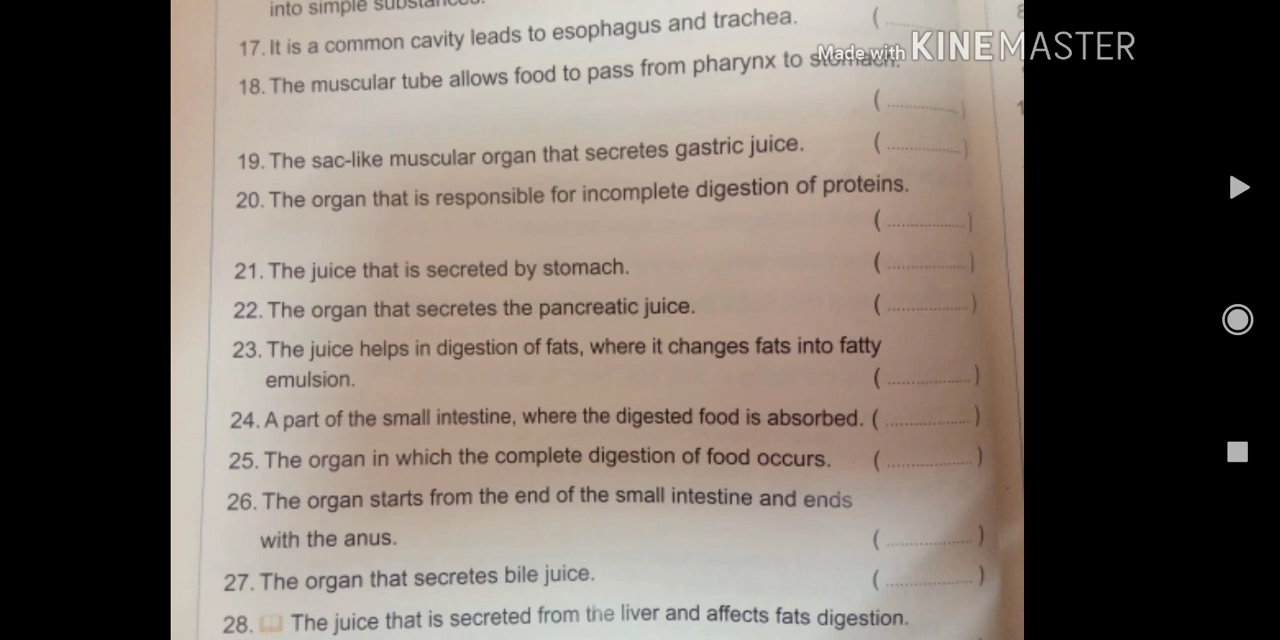 into simple substances.
17. It is a common cavity leads to esophagus and trachea. (..............
Made with KINEMASTER
18. The muscular tube allows food to pass from pharynx to stomach.
(..............)
19. The sac-like muscular organ that secretes gastric juice. (..............)
20. The organ that is responsible for incomplete digestion of proteins.
(..............)
21. The juice that is secreted by stomach. (..............)
22. The organ that secretes the pancreatic juice. (..............)
23. The juice helps in digestion of fats, where it changes fats into fatty
emulsion. (..............)
24. A part of the small intestine, where the digested food is absorbed. (..............)
25. The organ in which the complete digestion of food occurs. (..............)
26. The organ starts from the end of the small intestine and ends
with the anus. (..............)
27. The organ that secretes bile juice. (..............)
28. The juice that is secreted from the liver and affects fats digestion.